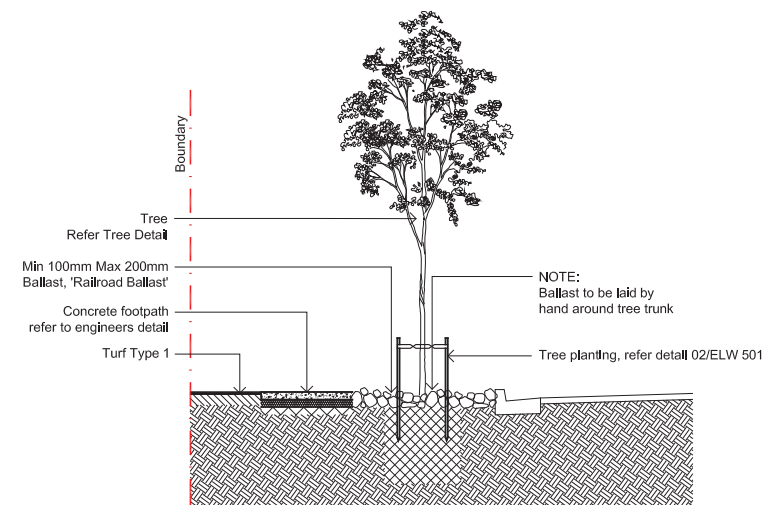 Boundary
Tree
Refer Tree Detail
Min 100mm Max 200mm
Ballast, 'Railroad Ballast'
Concrete footpath
refer to engineers detail
Turf Type 1
NOTE:
Ballast to be laid by
hand around tree trunk
Tree planting, refer detail 02/ELW 501